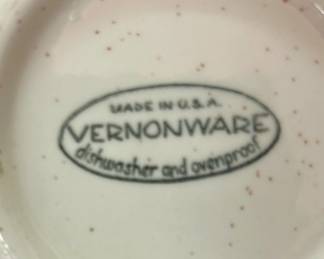 MADE IN U.S.A.
VERNONWARE
dishwasher and ovenproof